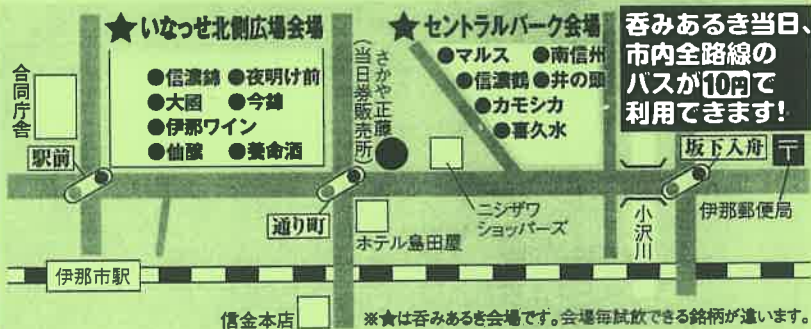 ★いなっせ北側広場会場
●信濃錦 ●夜明け前
●大國 ●今錦
●伊那ワイン
●仙醸 ●養命酒
★セントラルパーク会場
●マルス ●南信州
●信濃鶴 ●井の頭
●カモシカ
●喜久水
呑みあるき当日、
市内全路線の
バスが10円で
利用できます!
合同庁舎
さかや正藤
(当日券販売所)
駅前
通り町
坂下入舟
〒
伊那郵便局
ニシザワ
ショッパーズ
小沢川
ホテル島田屋
伊那市駅
信金本店
※★は呑みあるき会場です。会場毎試飲できる銘柄が違います。